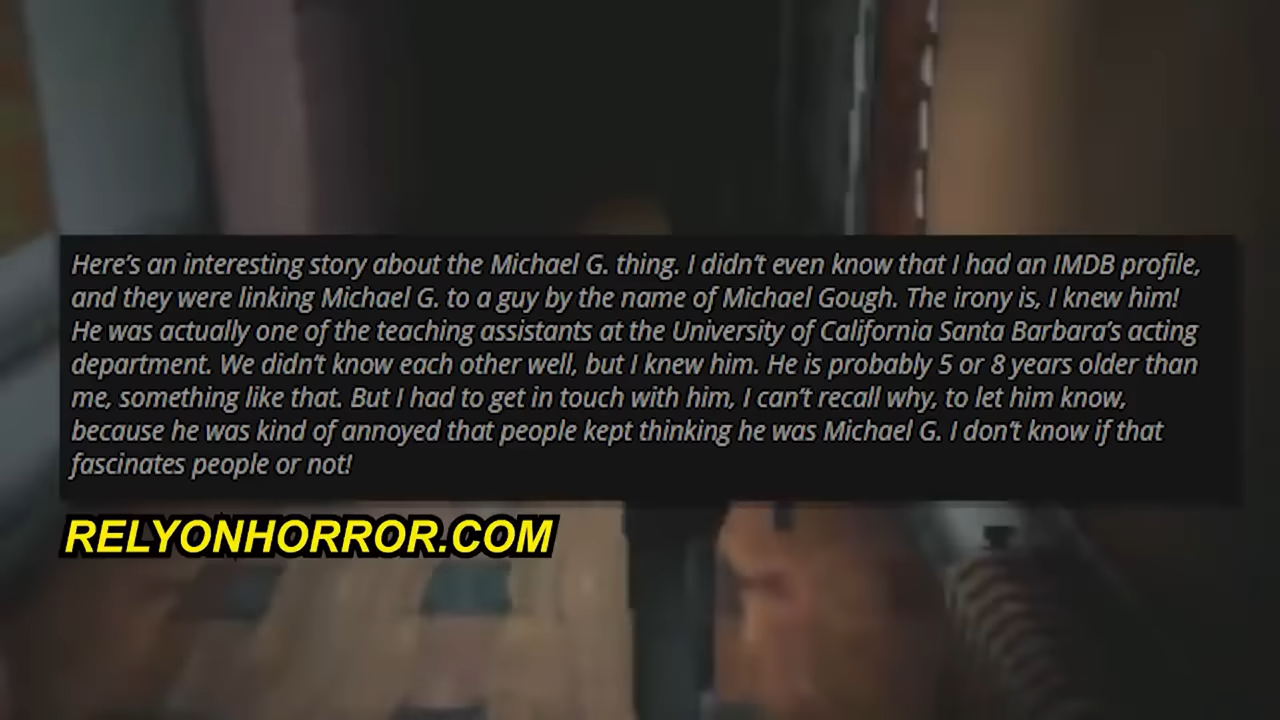 Here's an interesting story about the Michael G. thing. I didn't even know that I had an IMDB profile,
and they were linking Michael G. to a guy by the name of Michael Gough. The irony is, I knew him!
He was actually one of the teaching assistants at the University of California Santa Barbara's acting
department. We didn't know each other well, but I knew him. He is probably 5 or 8 years older than
me, something like that. But I had to get in touch with him, I can't recall why, to let him know,
because he was kind of annoyed that people kept thinking he was Michael G. I don't know if that
fascinates people or not!
RELYONHORROR.COM